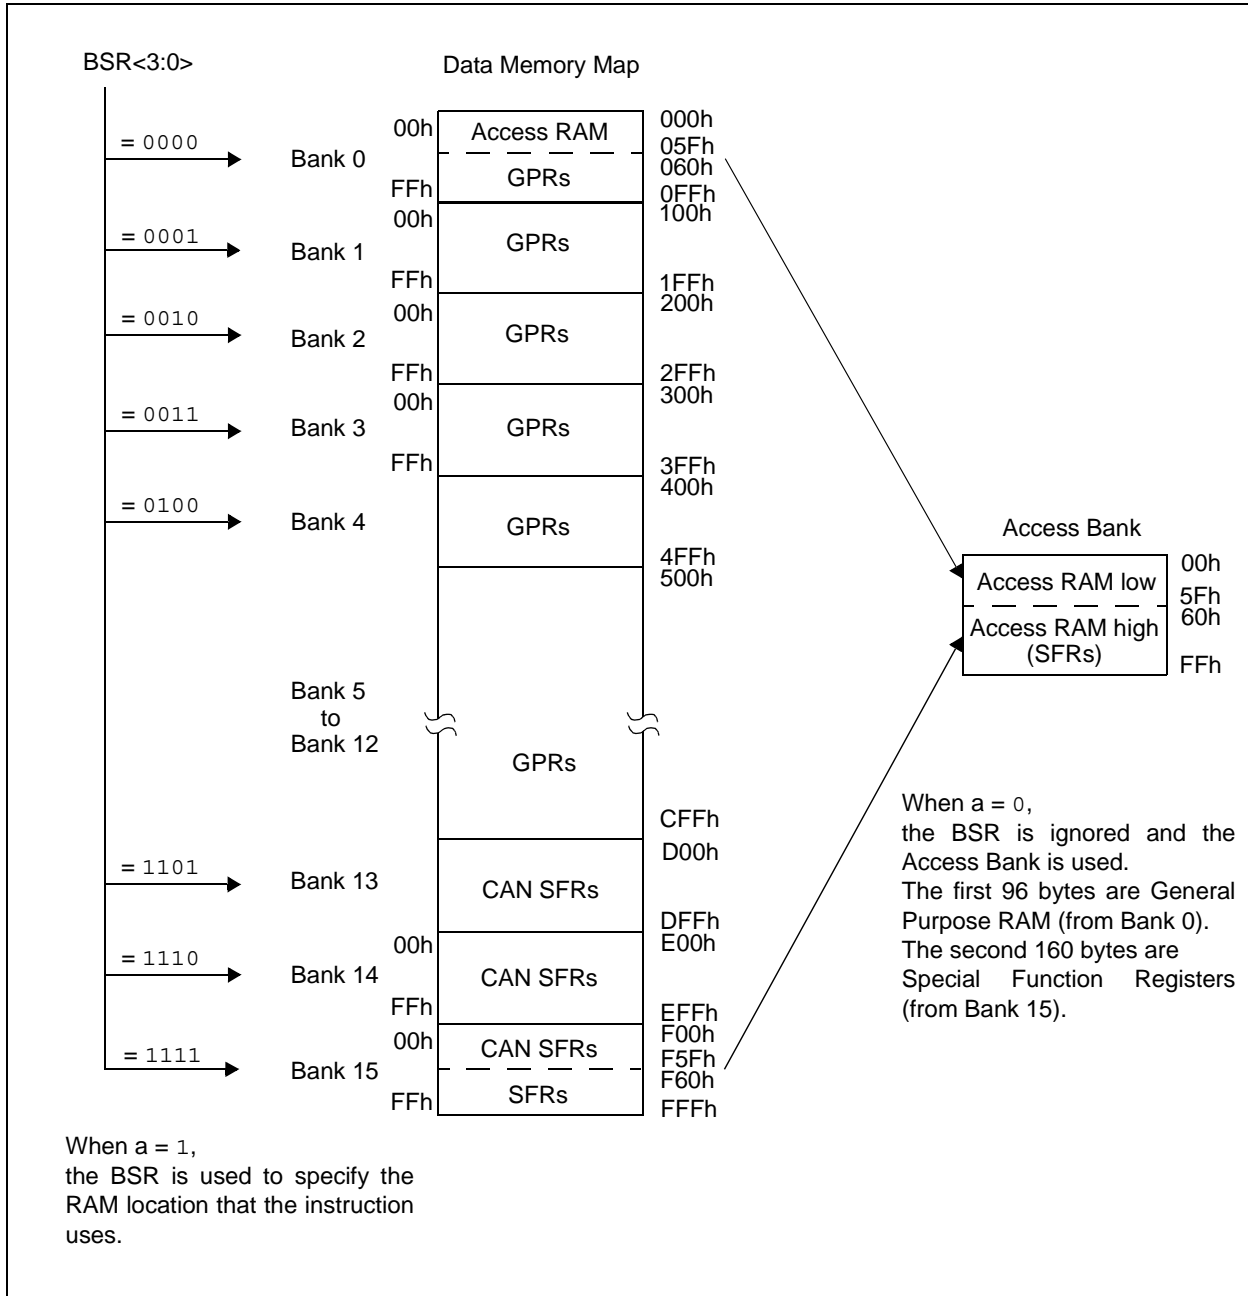 BSR<3:0>
Data Memory Map
= 0000
Bank 0
00h
Access RAM
000h
05Fh
060h
FFh
GPRs
0FFh
= 0001
Bank 1
00h
GPRs
100h
FFh
1FFh
= 0010
Bank 2
00h
GPRs
200h
FFh
2FFh
= 0011
Bank 3
00h
GPRs
300h
FFh
3FFh
= 0100
Bank 4
GPRs
400h
4FFh
500h
Bank 5
to
Bank 12
GPRs
CFFh
= 1101
Bank 13
CAN SFRs
D00h
DFFh
= 1110
Bank 14
00h
CAN SFRs
E00h
FFh
EFFh
= 1111
Bank 15
00h
CAN SFRs
F00h
F5Fh
F60h
FFh
SFRs
FFFh
Access Bank
Access RAM low
00h
5Fh
60h
Access RAM high
(SFRs)
FFh
When a = 0,
the BSR is ignored and the
Access Bank is used.
The first 96 bytes are General
Purpose RAM (from Bank 0).
The second 160 bytes are
Special Function Registers
(from Bank 15).
When a = 1,
the BSR is used to specify the
RAM location that the instruction
uses.